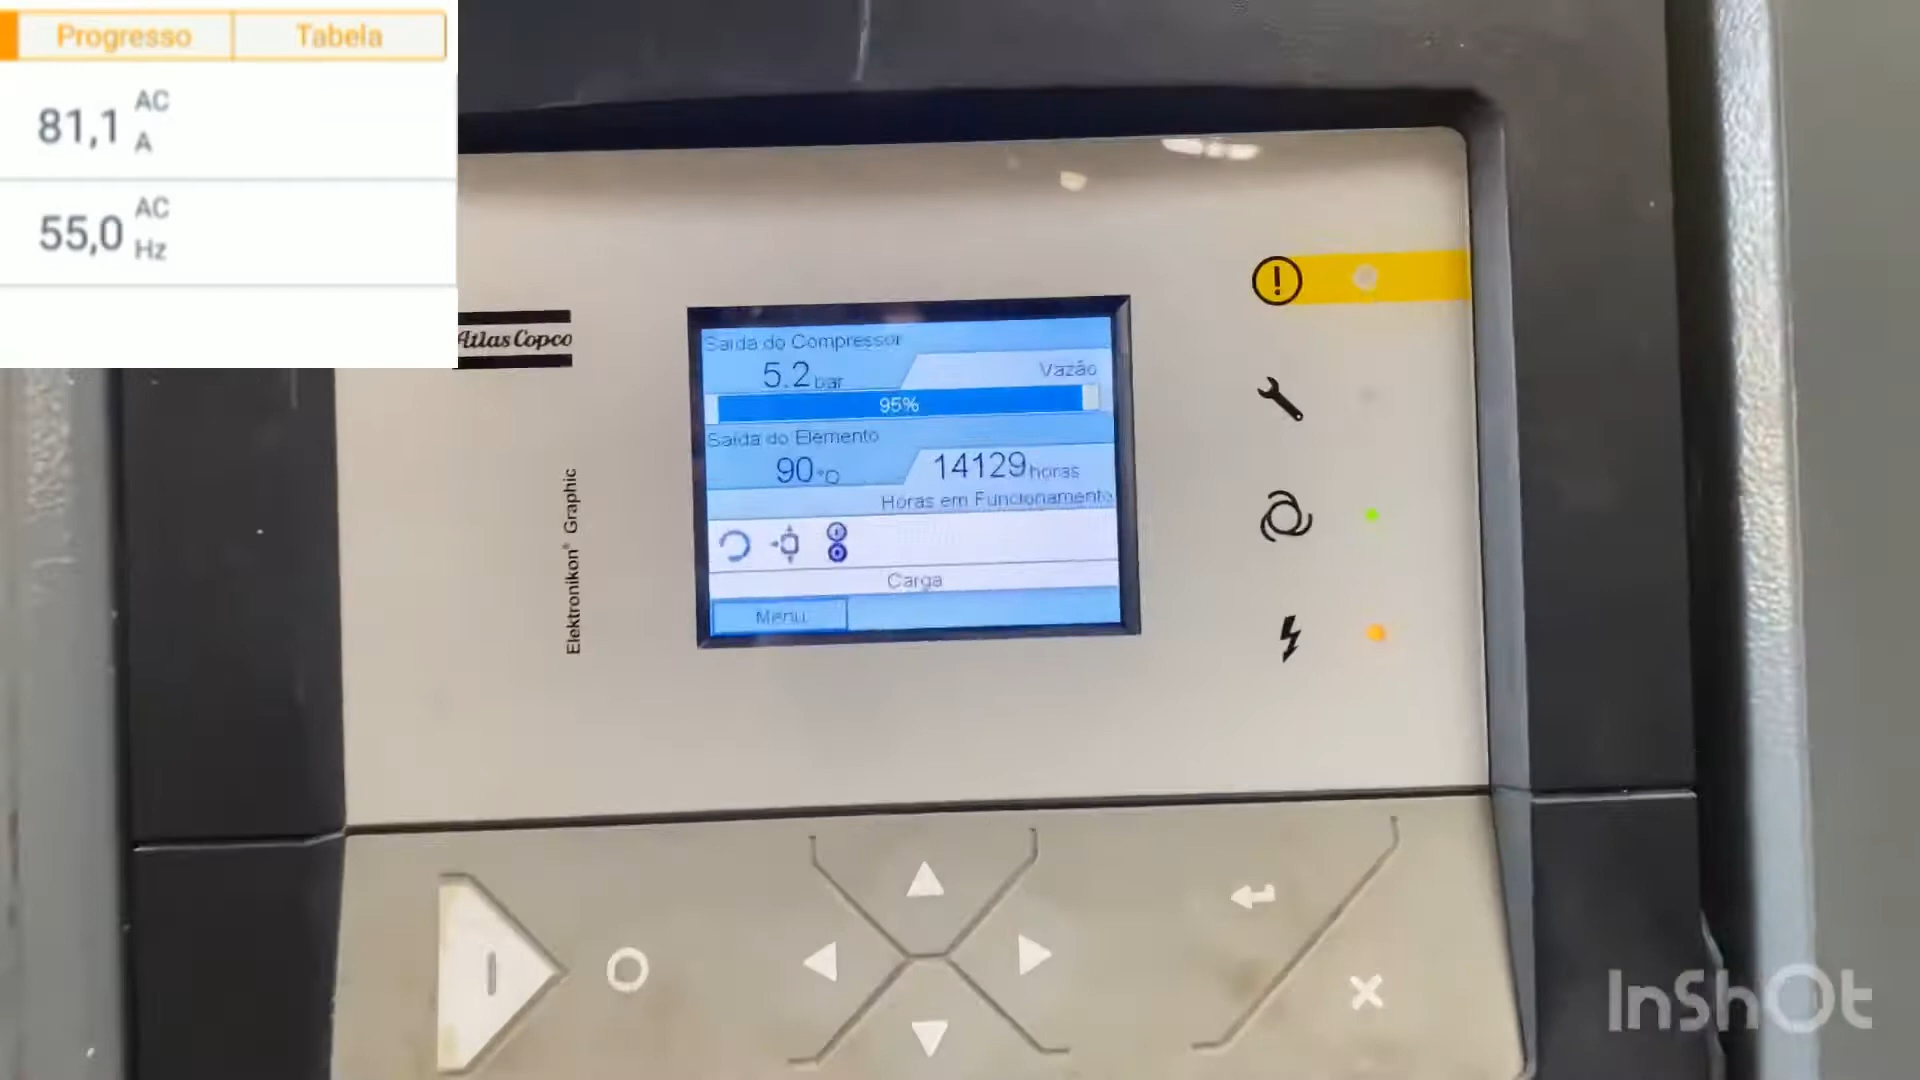 Progresso Tabela
81,1 AC A
55,0 AC Hz
Atlas Copco
Elektronikon® Graphic
Saída do Compressor
5.2 bar
Vazão
95%
Saída do Elemento
90 °C
14129 horas
Horas em Funcionamento
Carga
Menu
InShOt